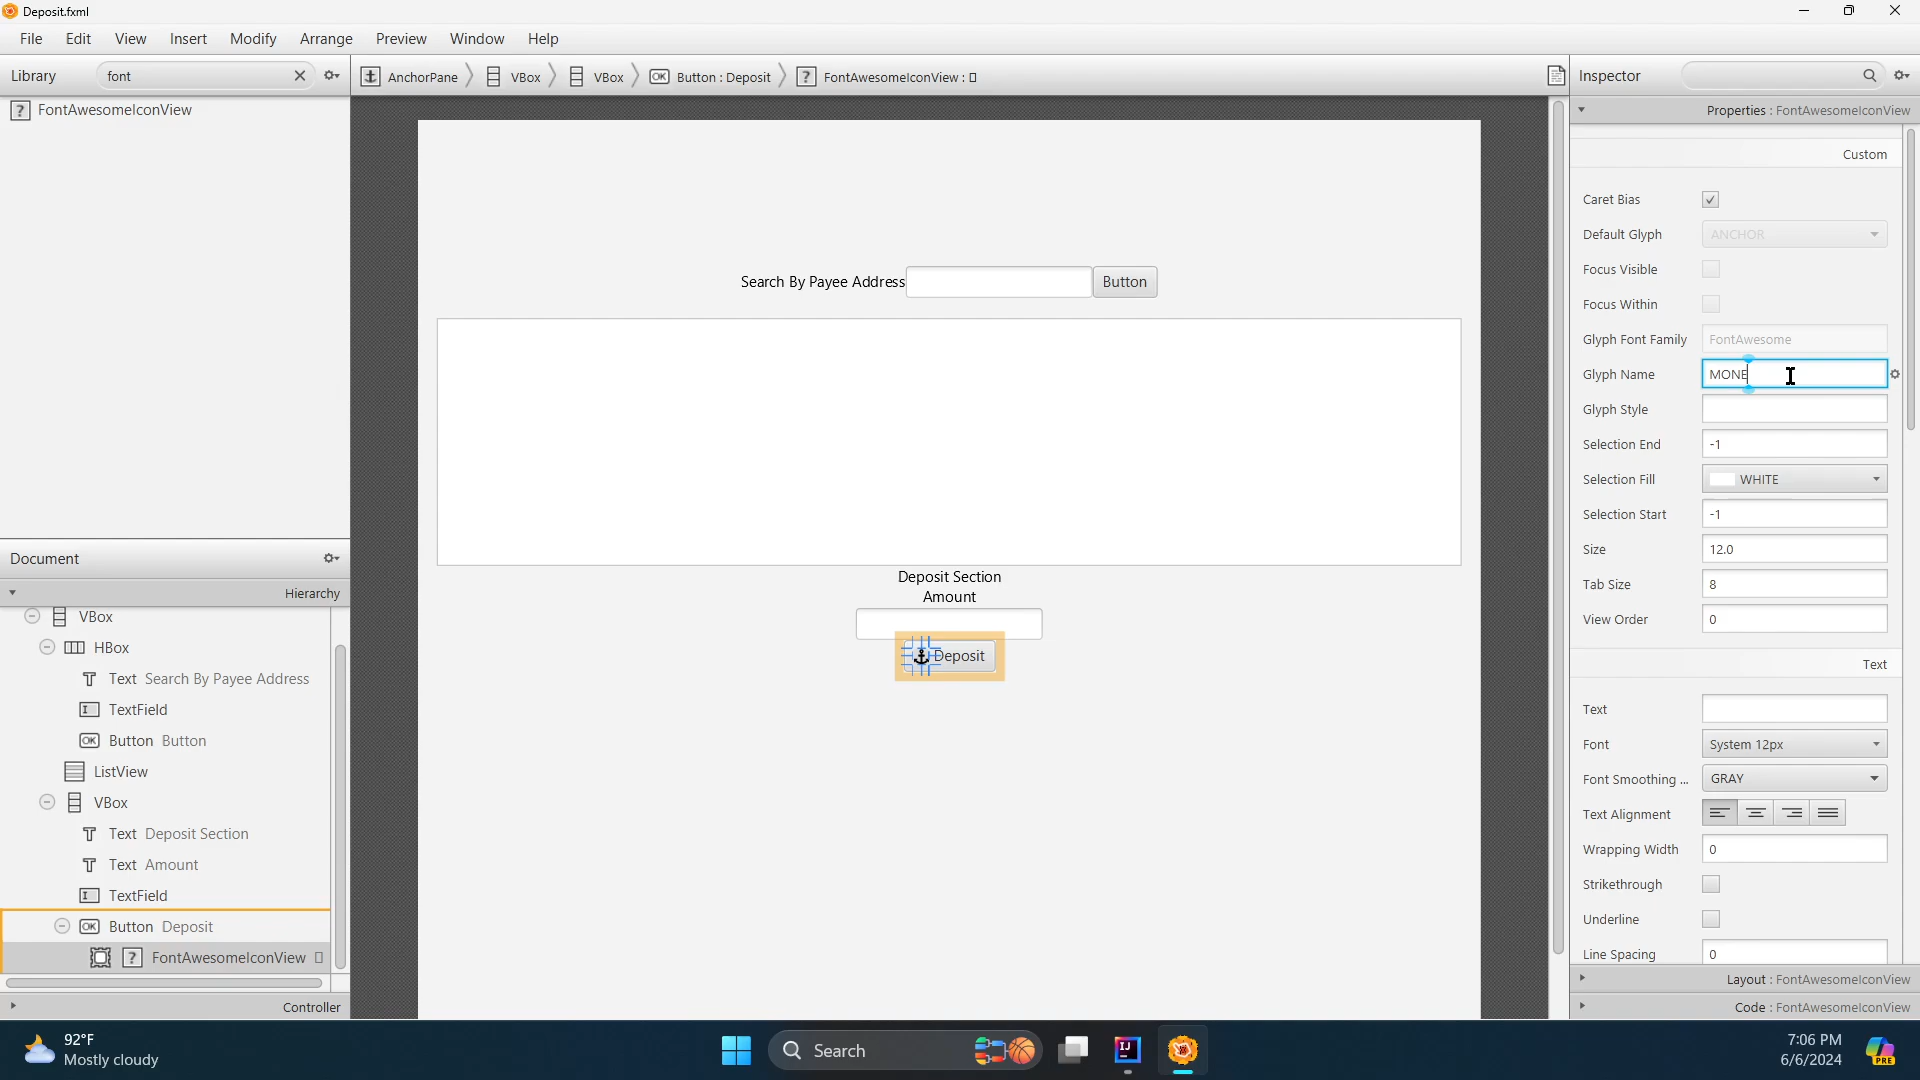 Deposit.fxml
File Edit View Insert Modify Arrange Preview Window Help
Library font
AnchorPane VBox VBox Button : Deposit FontAwesomeIconView :
Inspector
FontAwesomeIconView
Properties : FontAwesomeIconView
Custom
Caret Bias
Default Glyph ANCHOR
Focus Visible
Focus Within
Glyph Font Family FontAwesome
Glyph Name MONE
Glyph Style
Selection End -1
Selection Fill WHITE
Selection Start -1
Size 12.0
Tab Size 8
View Order 0
Text
Text
Font System 12px
Font Smoothing ... GRAY
Text Alignment
Wrapping Width 0
Strikethrough
Underline
Line Spacing 0
Layout : FontAwesomeIconView
Code : FontAwesomeIconView
Search By Payee Address Button
Deposit Section
Amount
Deposit
Document
Hierarchy
VBox
HBox
Text Search By Payee Address
TextField
Button Button
ListView
VBox
Text Deposit Section
Text Amount
TextField
Button Deposit
FontAwesomeIconView
Controller
92°F
Mostly cloudy
Search
7:06 PM
6/6/2024
PRE